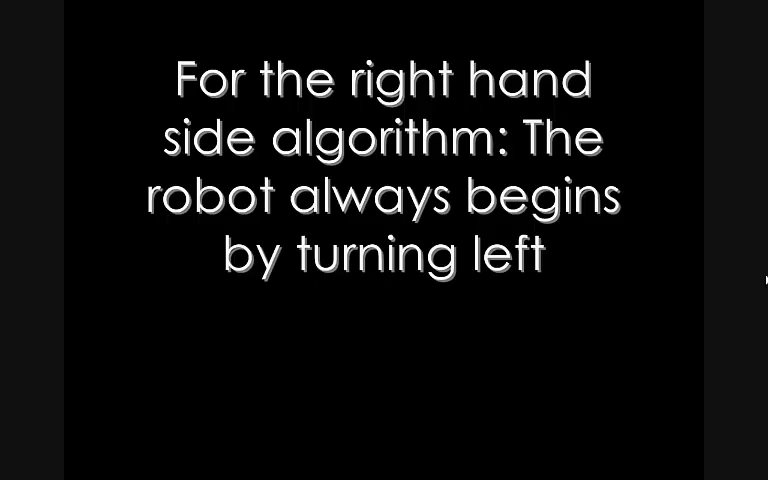 For the right hand
side algorithm: The
robot always begins
by turning left